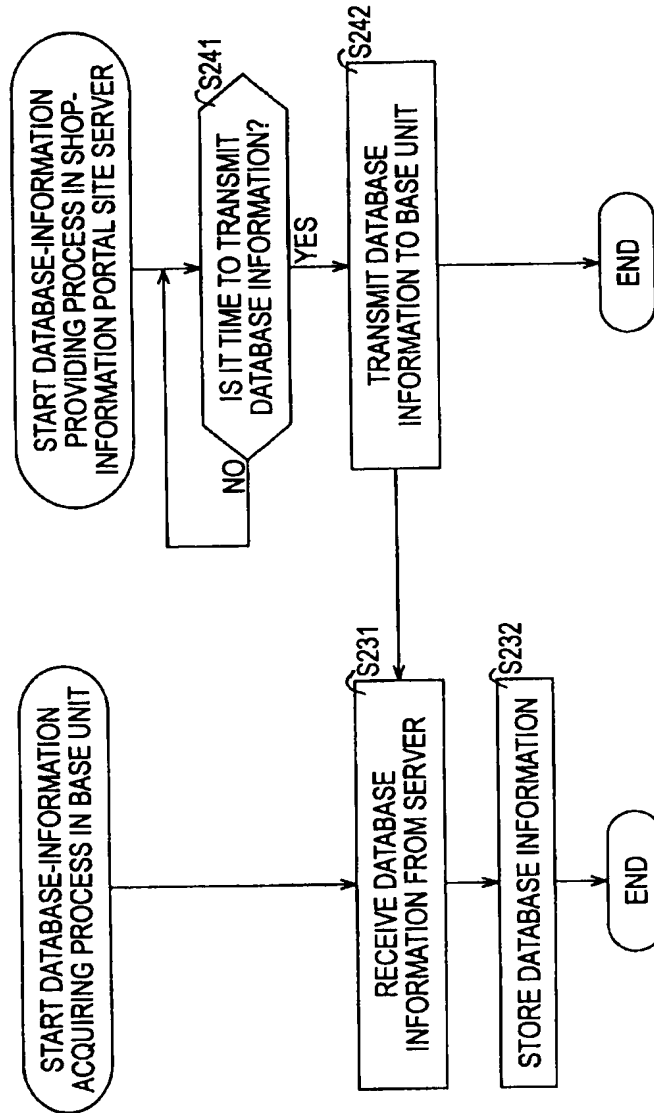 START DATABASE-INFORMATION
ACQUIRING PROCESS IN BASE UNIT
S231
RECEIVE DATABASE
INFORMATION FROM SERVER
S232
STORE DATABASE INFORMATION
END
START DATABASE-INFORMATION
PROVIDING PROCESS IN SHOP-
INFORMATION PORTAL SITE SERVER
S241
IS IT TIME TO TRANSMIT
DATABASE INFORMATION?
NO
YES
S242
TRANSMIT DATABASE
INFORMATION TO BASE UNIT
END